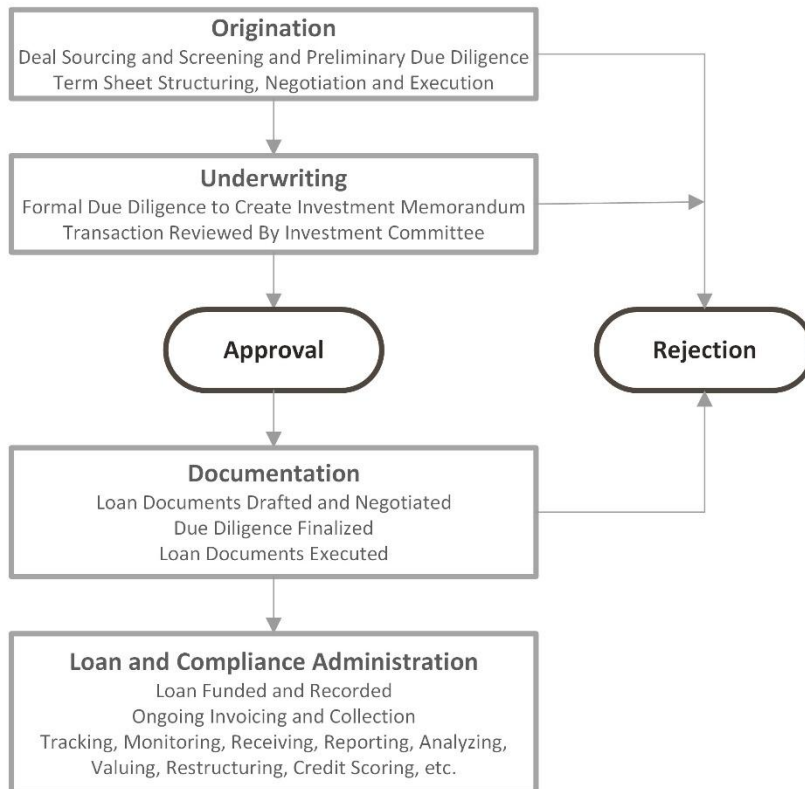 Origination
Deal Sourcing and Screening and Preliminary Due Diligence
Term Sheet Structuring, Negotiation and Execution
Underwriting
Formal Due Diligence to Create Investment Memorandum
Transaction Reviewed By Investment Committee
Approval
Rejection
Documentation
Loan Documents Drafted and Negotiated
Due Diligence Finalized
Loan Documents Executed
Loan and Compliance Administration
Loan Funded and Recorded
Ongoing Invoicing and Collection
Tracking, Monitoring, Receiving, Reporting, Analyzing,
Valuing, Restructuring, Credit Scoring, etc.